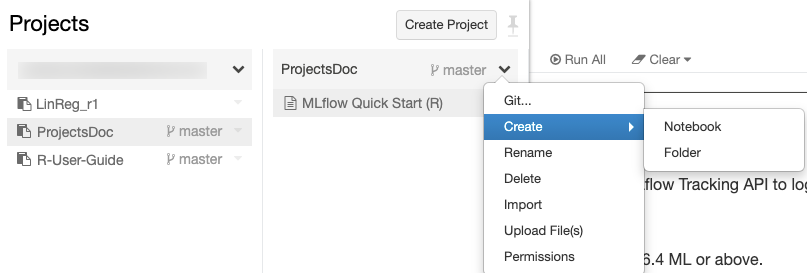 Projects
Create Project
LinReg_r1
ProjectsDoc master
R-User-Guide master
ProjectsDoc master
MLflow Quick Start (R)
Run All Clear
Git...
Create
Rename
Delete
Import
Upload File(s)
Permissions
Notebook
Folder
flow Tracking API to log
6.4 ML or above.